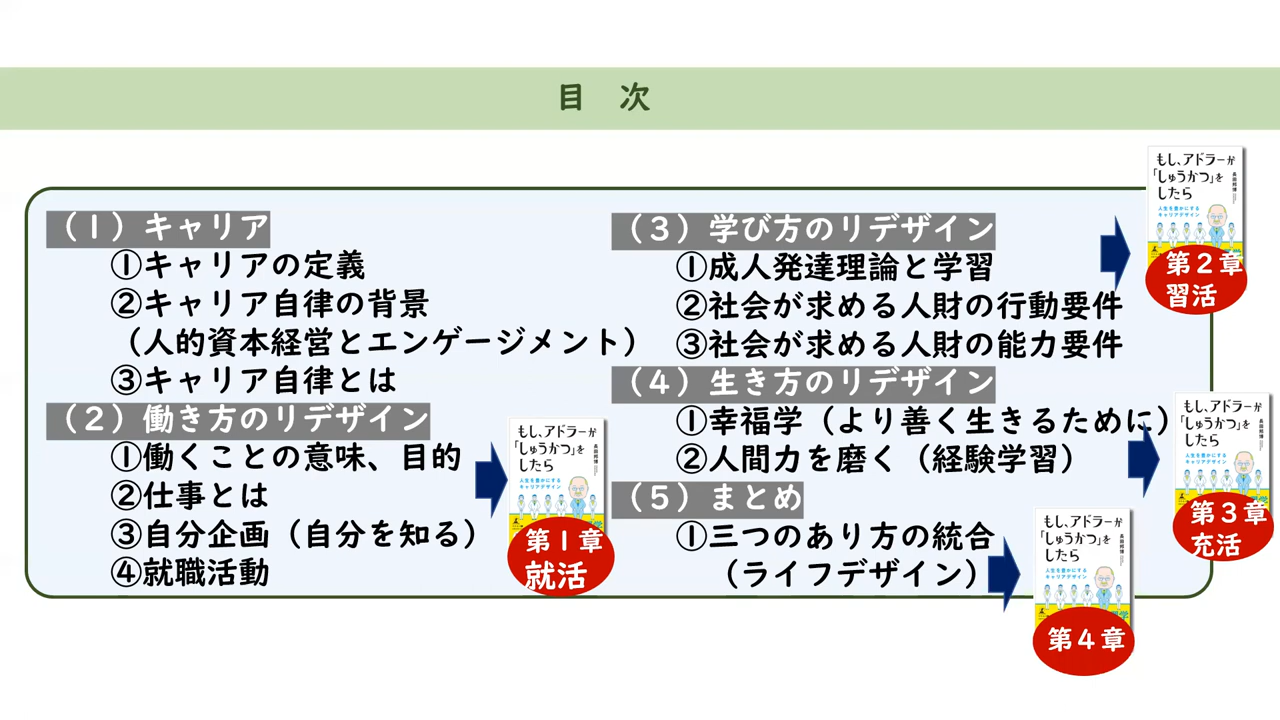 目 次
（１）キャリア
①キャリアの定義
②キャリア自律の背景
（人的資本経営とエンゲージメント）
③キャリア自律とは
（２）働き方のリデザイン
①働くことの意味、目的
②仕事とは
③自分企画（自分を知る）
④就職活動
もし、アドラーが
「しゅうかつ」を
したら
人生を豊かにする
キャリアデザイン
第１章
就活
（３）学び方のリデザイン
①成人発達理論と学習
②社会が求める人財の行動要件
③社会が求める人財の能力要件
もし、アドラーが
「しゅうかつ」を
したら
人生を豊かにする
キャリアデザイン
第２章
習活
（４）生き方のリデザイン
①幸福学（より善く生きるために）
②人間力を磨く（経験学習）
もし、アドラーが
「しゅうかつ」を
したら
人生を豊かにする
キャリアデザイン
第３章
充活
（５）まとめ
①三つのあり方の統合
（ライフデザイン）
もし、アドラーが
「しゅうかつ」を
したら
人生を豊かにする
キャリアデザイン
第４章